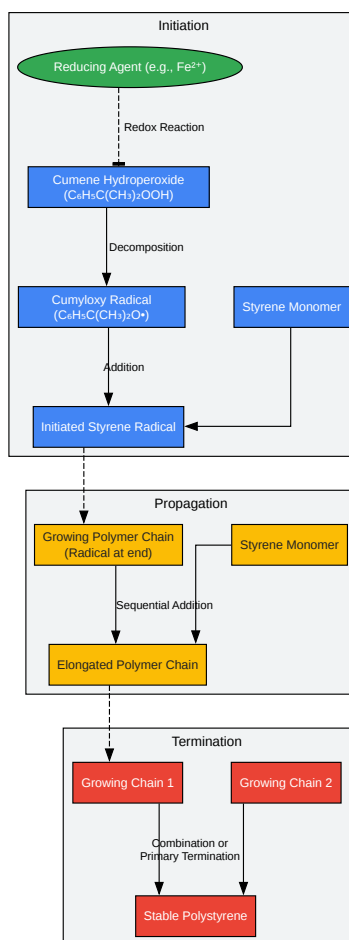 Initiation
Reducing Agent (e.g., Fe²⁺)
Redox Reaction
Cumene Hydroperoxide
(C₆H₅C(CH₃)₂OOH)
Decomposition
Cumyloxy Radical
(C₆H₅C(CH₃)₂O•)
Styrene Monomer
Addition
Initiated Styrene Radical
Propagation
Growing Polymer Chain
(Radical at end)
Styrene Monomer
Sequential Addition
Elongated Polymer Chain
Termination
Growing Chain 1
Growing Chain 2
Combination or
Primary Termination
Stable Polystyrene